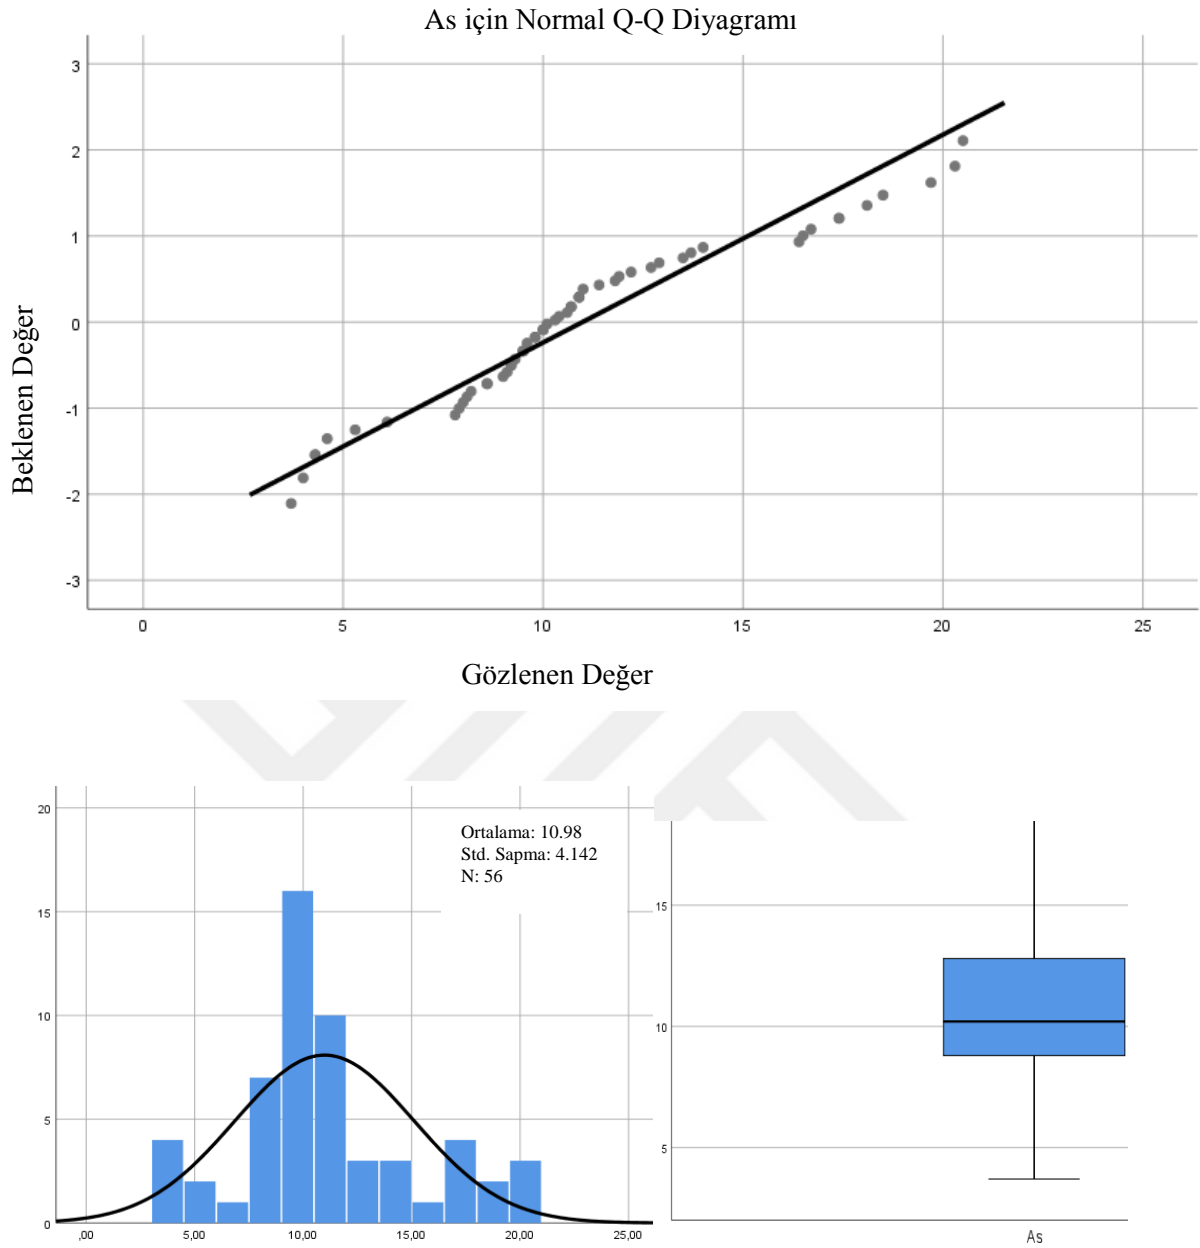 As için Normal Q-Q Diyagramı
3
2
1
0
-1
-2
-3
Beklenen Değer
0 5 10 15 20 25
Gözlenen Değer
20
15
10
5
0
Ortalama: 10.98
Std. Sapma: 4.142
N: 56
,00 5,00 10,00 15,00 20,00 25,00
15
10
5
As